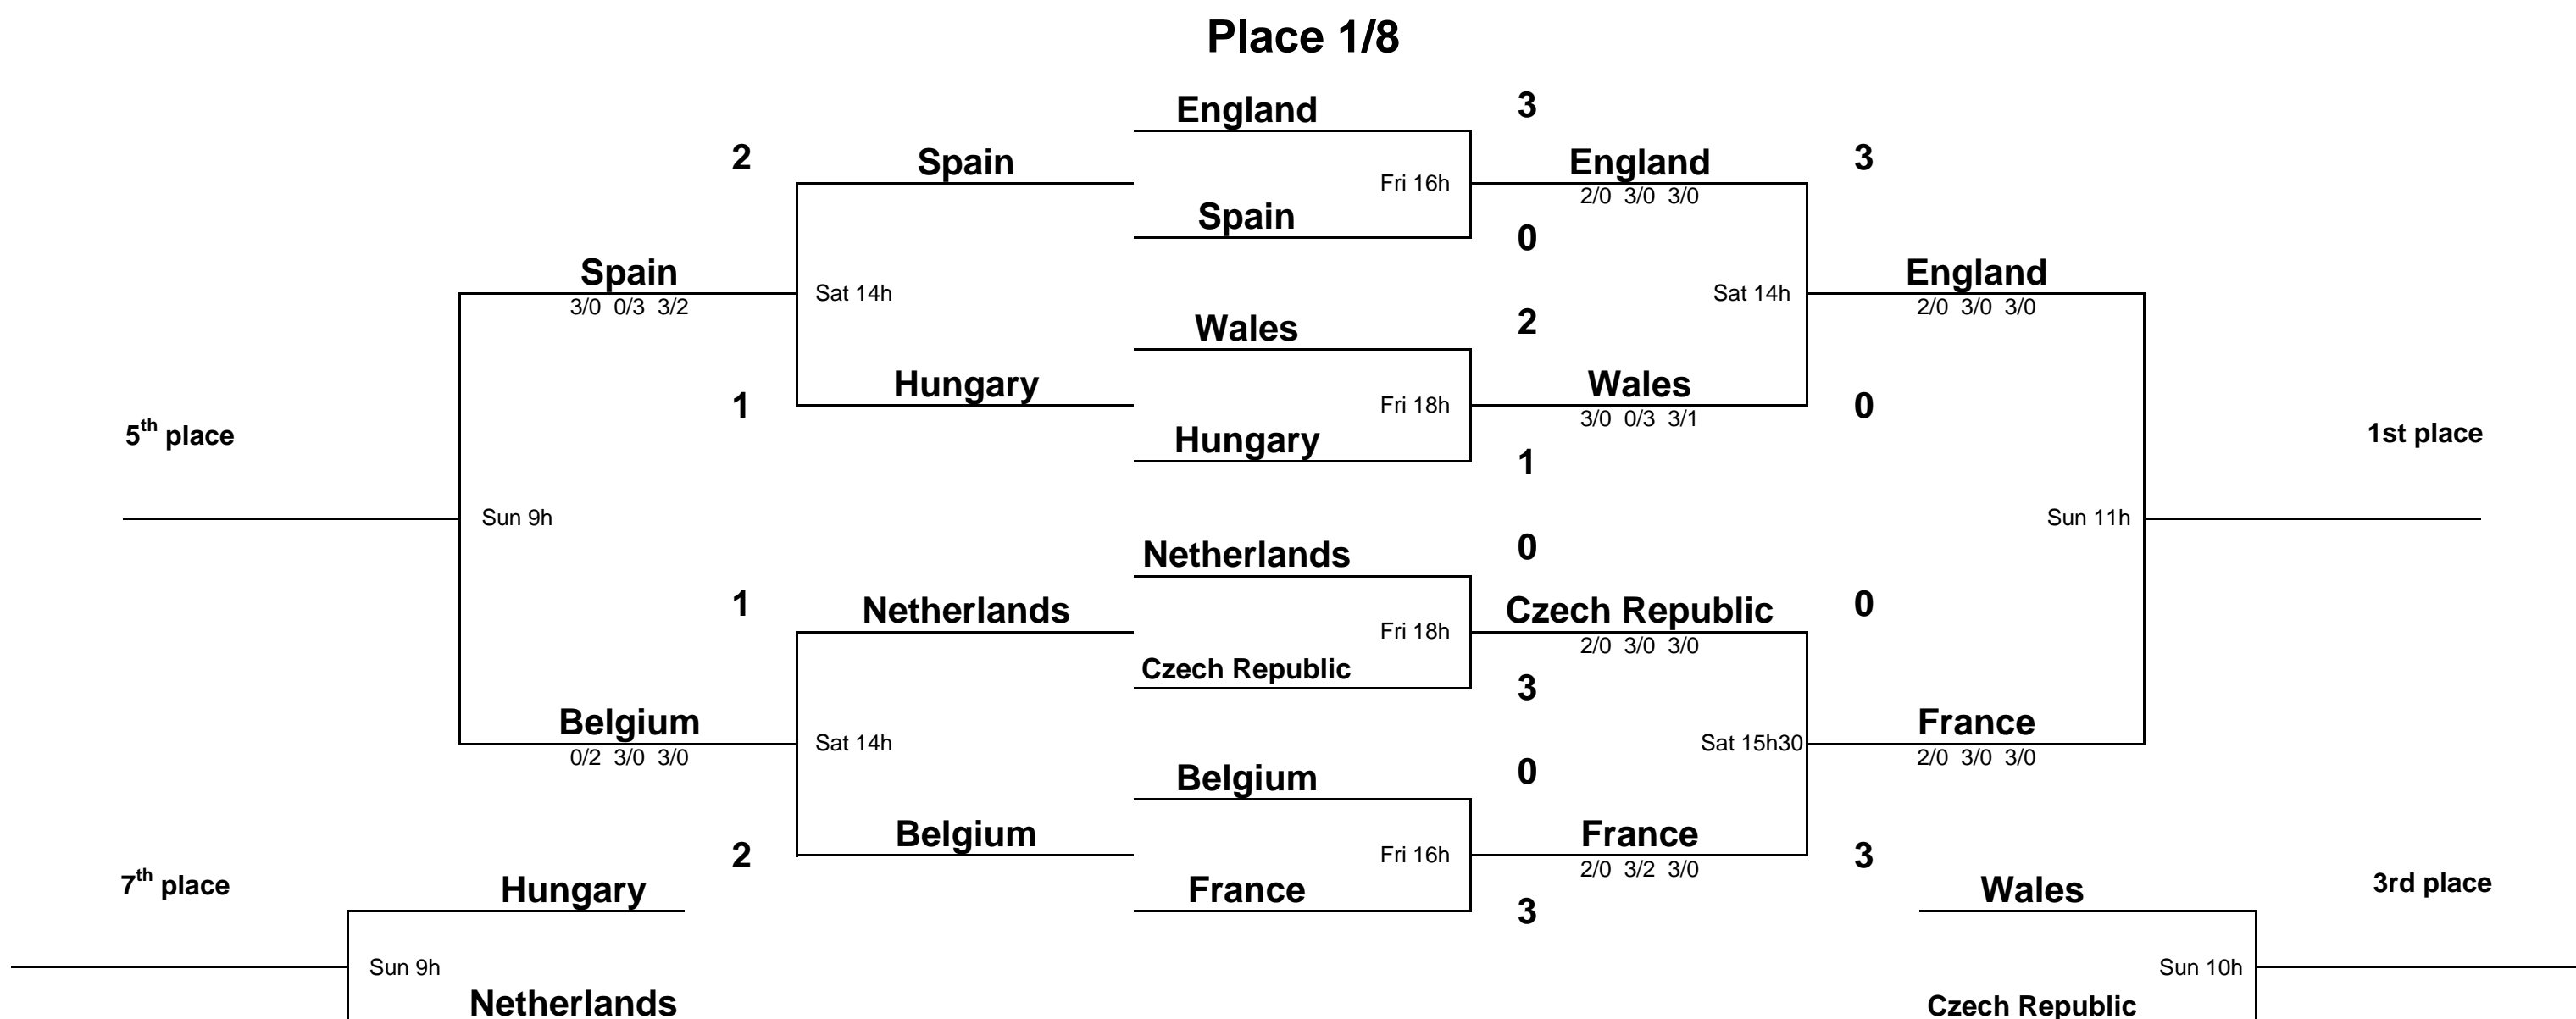 Place 1/8
England 3
2 Spain England 3
Fri 16h
2/0 3/0 3/0
Spain 0
Spain England
3/0 0/3 3/2 Sat 14h Sat 14h 2/0 3/0 3/0
Wales 2
1 Hungary Wales 0
Fri 18h
3/0 0/3 3/1
5th place 1st place
Hungary 1
Sun 9h Sun 11h
Netherlands 0
1 Netherlands Czech Republic 0
Fri 18h
2/0 3/0 3/0
Czech Republic 3
Belgium France
0/2 3/0 3/0 Sat 14h Sat 15h30 2/0 3/0 3/0
Belgium 0
2 Belgium France 3
Fri 16h
2/0 3/2 3/0
7th place Hungary France 3 Wales 3rd place
Sun 9h Sun 10h
Netherlands Czech Republic